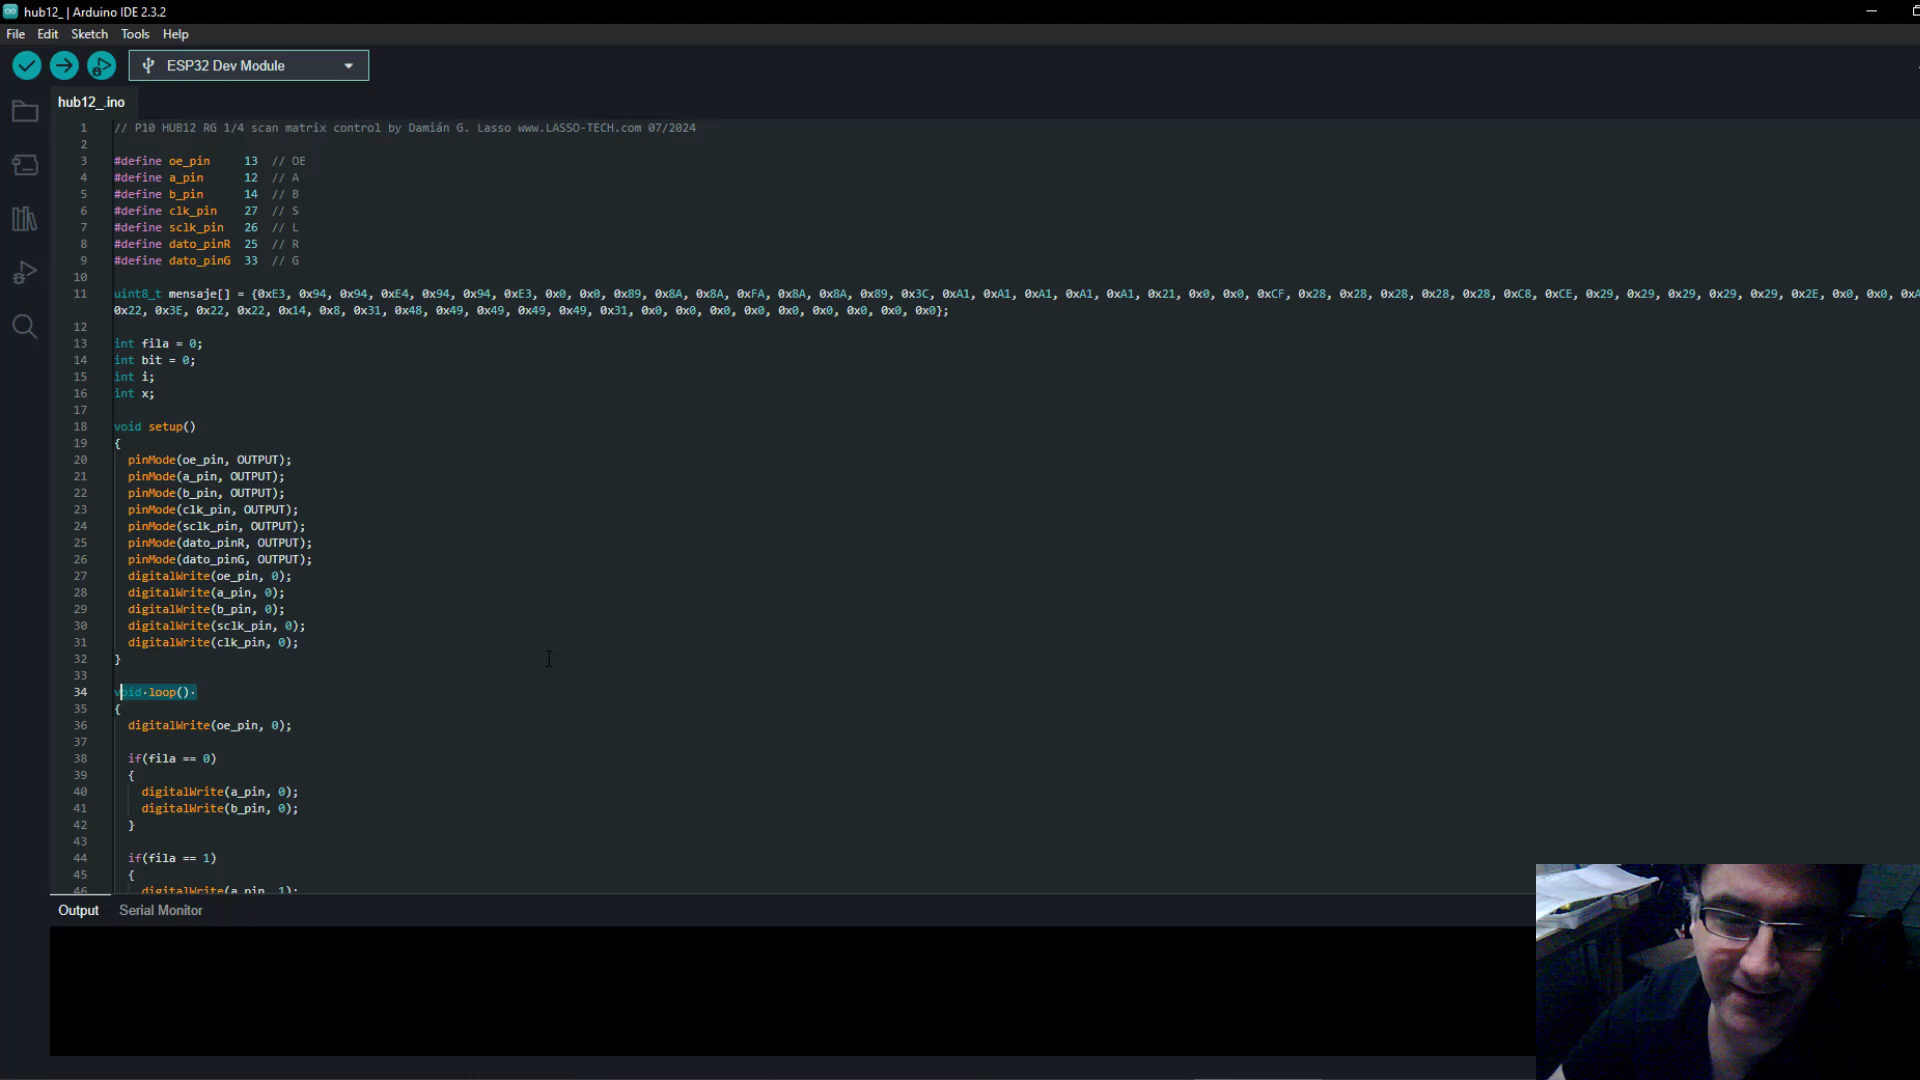 hub12_ | Arduino IDE 2.3.2
File Edit Sketch Tools Help
ESP32 Dev Module
hub12_.ino
1 // P10 HUB12 RG 1/4 scan matrix control by Damián G. Lasso www.LASSO-TECH.com 07/2024
2
3 #define oe_pin 13 // OE
4 #define a_pin 12 // A
5 #define b_pin 14 // B
6 #define clk_pin 27 // S
7 #define sclk_pin 26 // L
8 #define dato_pinR 25 // R
9 #define dato_pinG 33 // G
10
11 uint8_t mensaje[] = {0xE3, 0x94, 0x94, 0xE4, 0x94, 0x94, 0xE3, 0x0, 0x0, 0x89, 0x8A, 0x8A, 0xFA, 0x8A, 0x8A, 0x89, 0x3C, 0xA1, 0xA1, 0xA1, 0xA1, 0xA1, 0x21, 0x0, 0x0, 0xCF, 0x28, 0x28, 0x28, 0x28, 0x28, 0xC8, 0xCE, 0x29, 0x29, 0x29, 0x29, 0x29, 0x2E, 0x0, 0x0,
0x22, 0x3E, 0x22, 0x22, 0x14, 0x8, 0x31, 0x48, 0x49, 0x49, 0x49, 0x49, 0x31, 0x0, 0x0, 0x0, 0x0, 0x0, 0x0, 0x0, 0x0};
12
13 int fila = 0;
14 int bit = 0;
15 int i;
16 int x;
17
18 void setup()
19 {
20 pinMode(oe_pin, OUTPUT);
21 pinMode(a_pin, OUTPUT);
22 pinMode(b_pin, OUTPUT);
23 pinMode(clk_pin, OUTPUT);
24 pinMode(sclk_pin, OUTPUT);
25 pinMode(dato_pinR, OUTPUT);
26 pinMode(dato_pinG, OUTPUT);
27 digitalWrite(oe_pin, 0);
28 digitalWrite(a_pin, 0);
29 digitalWrite(b_pin, 0);
30 digitalWrite(sclk_pin, 0);
31 digitalWrite(clk_pin, 0);
32 }
33
34 void loop()
35 {
36 digitalWrite(oe_pin, 0);
37
38 if(fila == 0)
39 {
40 digitalWrite(a_pin, 0);
41 digitalWrite(b_pin, 0);
42 }
43
44 if(fila == 1)
45 {
46 digitalWrite(a_pin, 1);
Output Serial Monitor